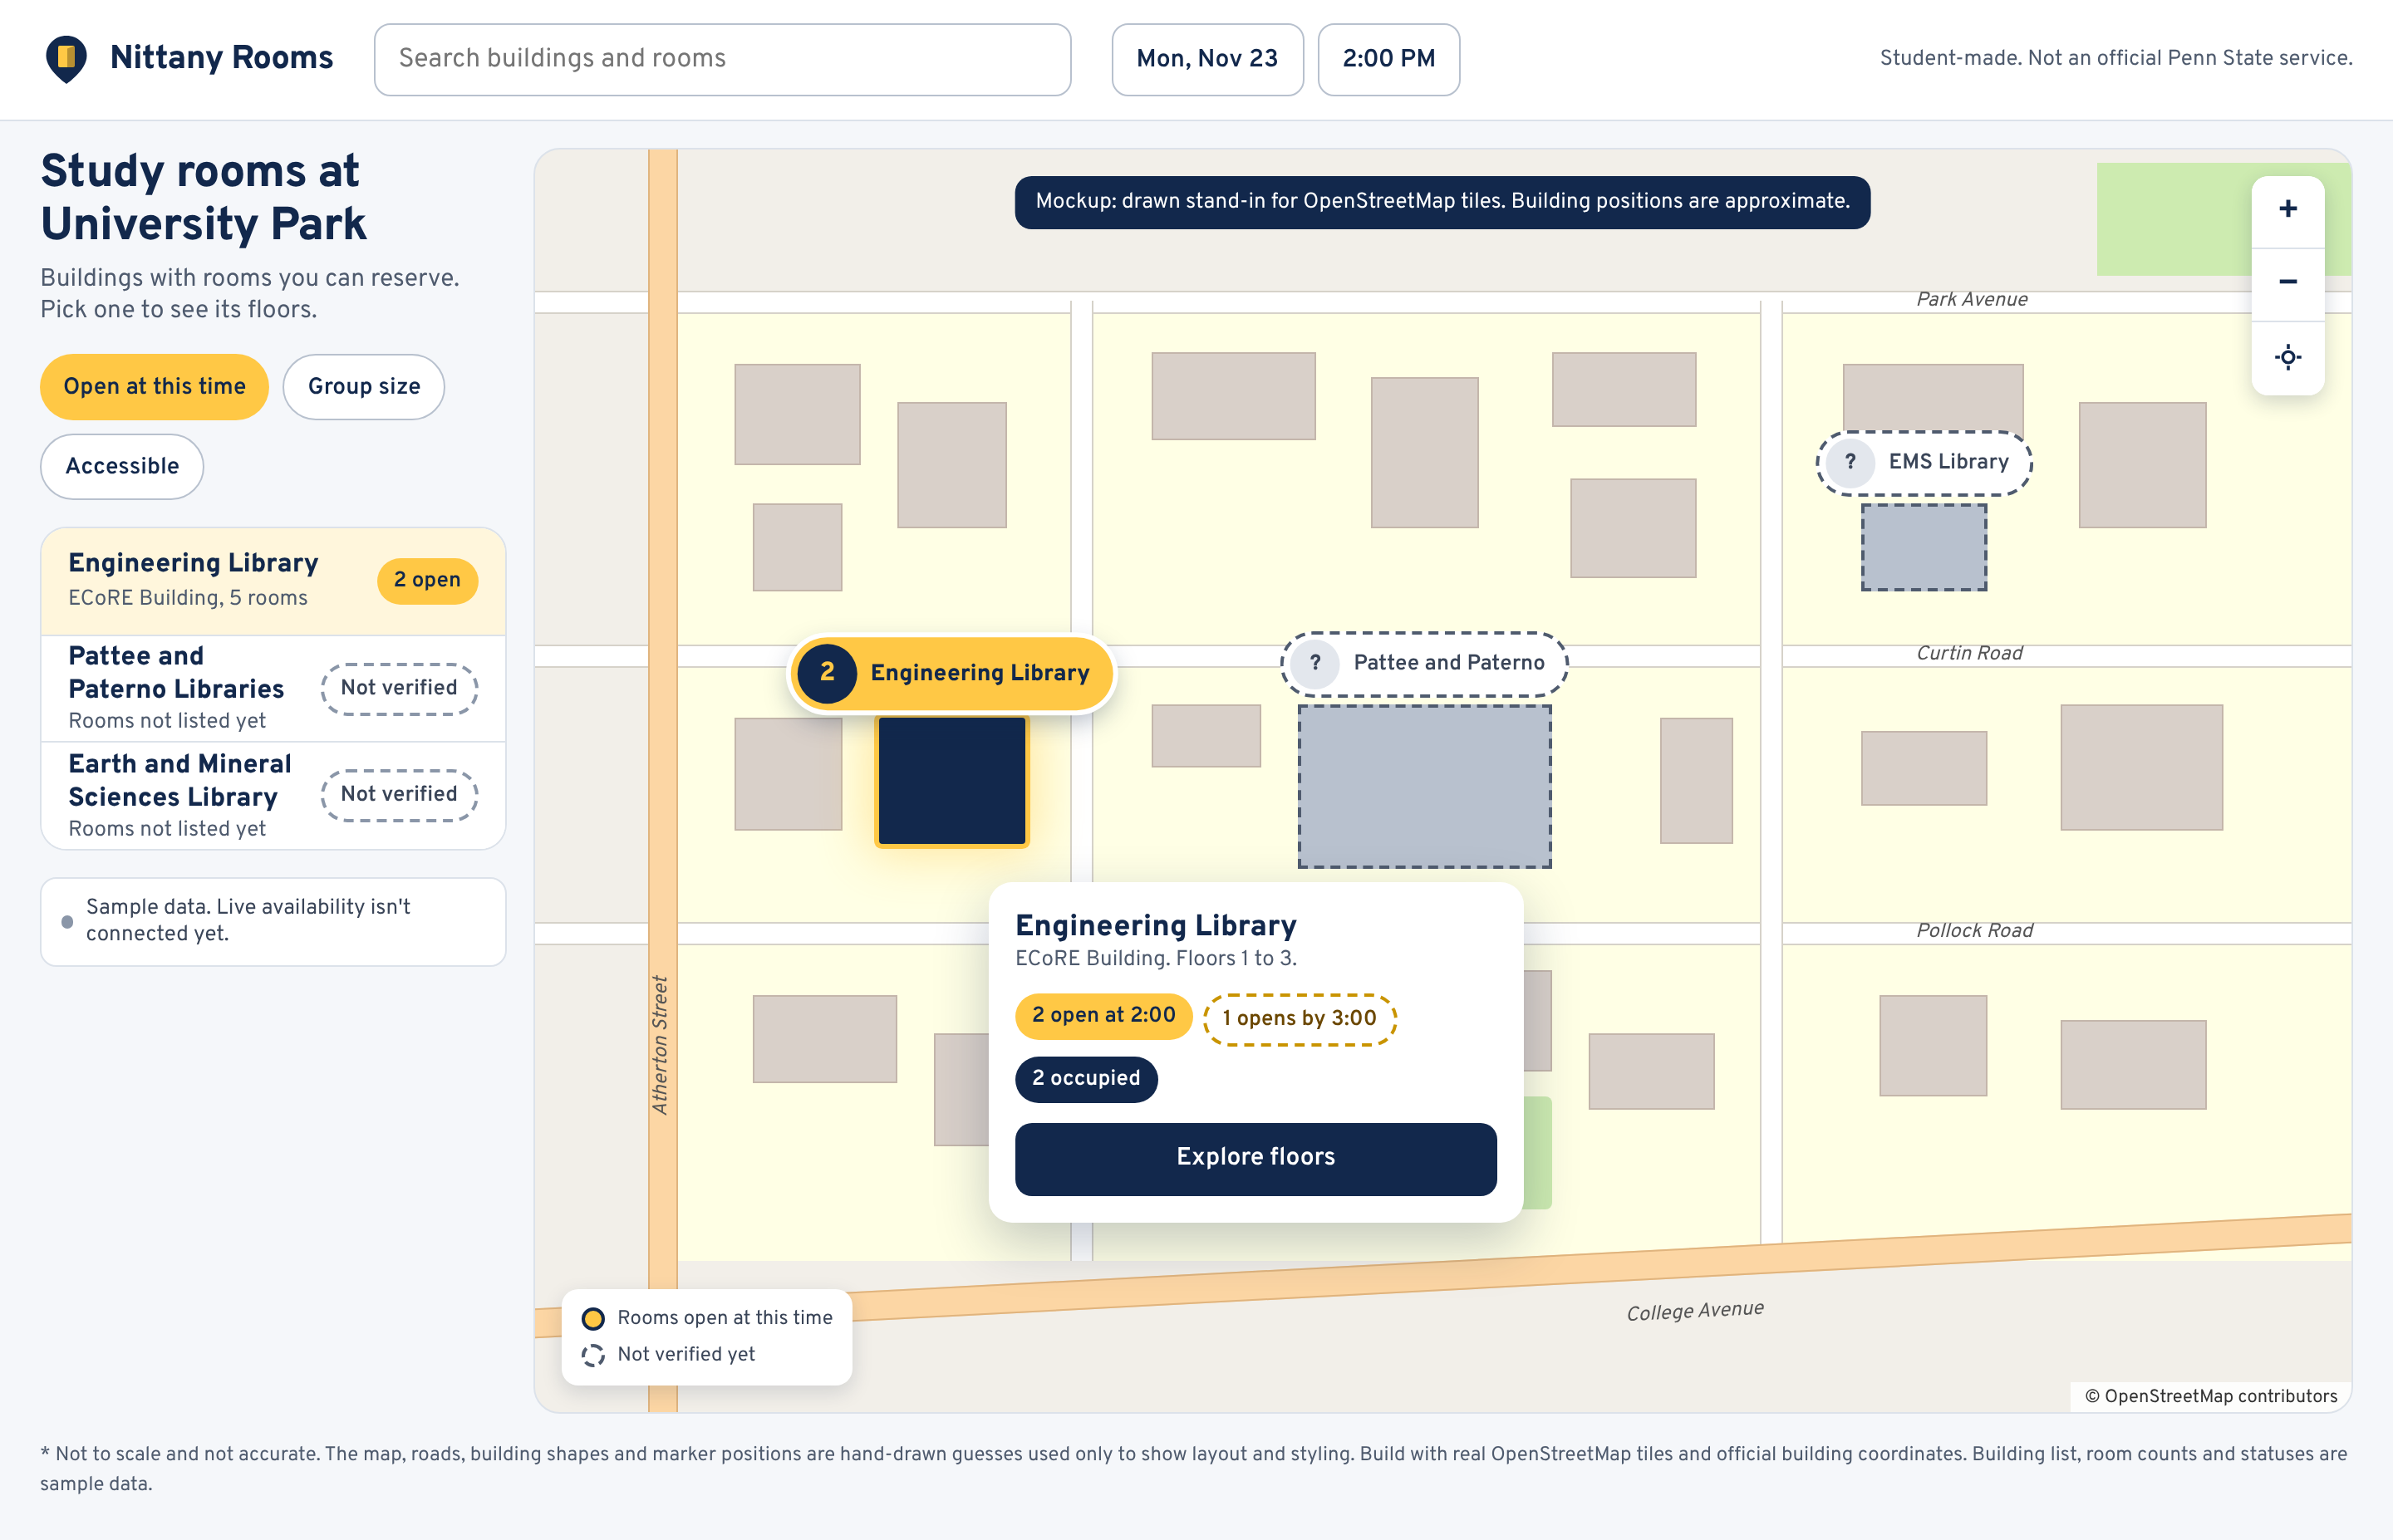 Nittany Rooms
Search buildings and rooms
Mon, Nov 23
2:00 PM
Student-made. Not an official Penn State service.
Study rooms at
University Park
Buildings with rooms you can reserve.
Pick one to see its floors.
Open at this time
Group size
Accessible
Engineering Library
ECoRE Building, 5 rooms
2 open
Pattee and
Paterno Libraries
Rooms not listed yet
Not verified
Earth and Mineral
Sciences Library
Rooms not listed yet
Not verified
Sample data. Live availability isn't
connected yet.
Mockup: drawn stand-in for OpenStreetMap tiles. Building positions are approximate.
+
−
Park Avenue
? EMS Library
2 Engineering Library
? Pattee and Paterno
Curtin Road
Pollock Road
Atherton Street
Engineering Library
ECoRE Building. Floors 1 to 3.
2 open at 2:00
1 opens by 3:00
2 occupied
Explore floors
College Avenue
Rooms open at this time
Not verified yet
© OpenStreetMap contributors
* Not to scale and not accurate. The map, roads, building shapes and marker positions are hand-drawn guesses used only to show layout and styling. Build with real OpenStreetMap tiles and official building coordinates. Building list, room counts and statuses are
sample data.